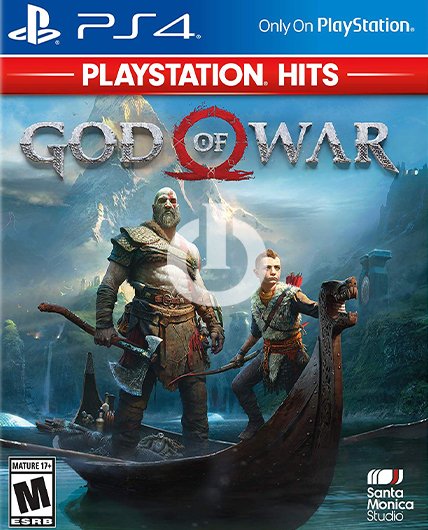 PS4
Only On PlayStation®
PLAYSTATION® HITS
GOD OF WAR
MATURE 17+
M
ESRB
Santa
Monica
Studio